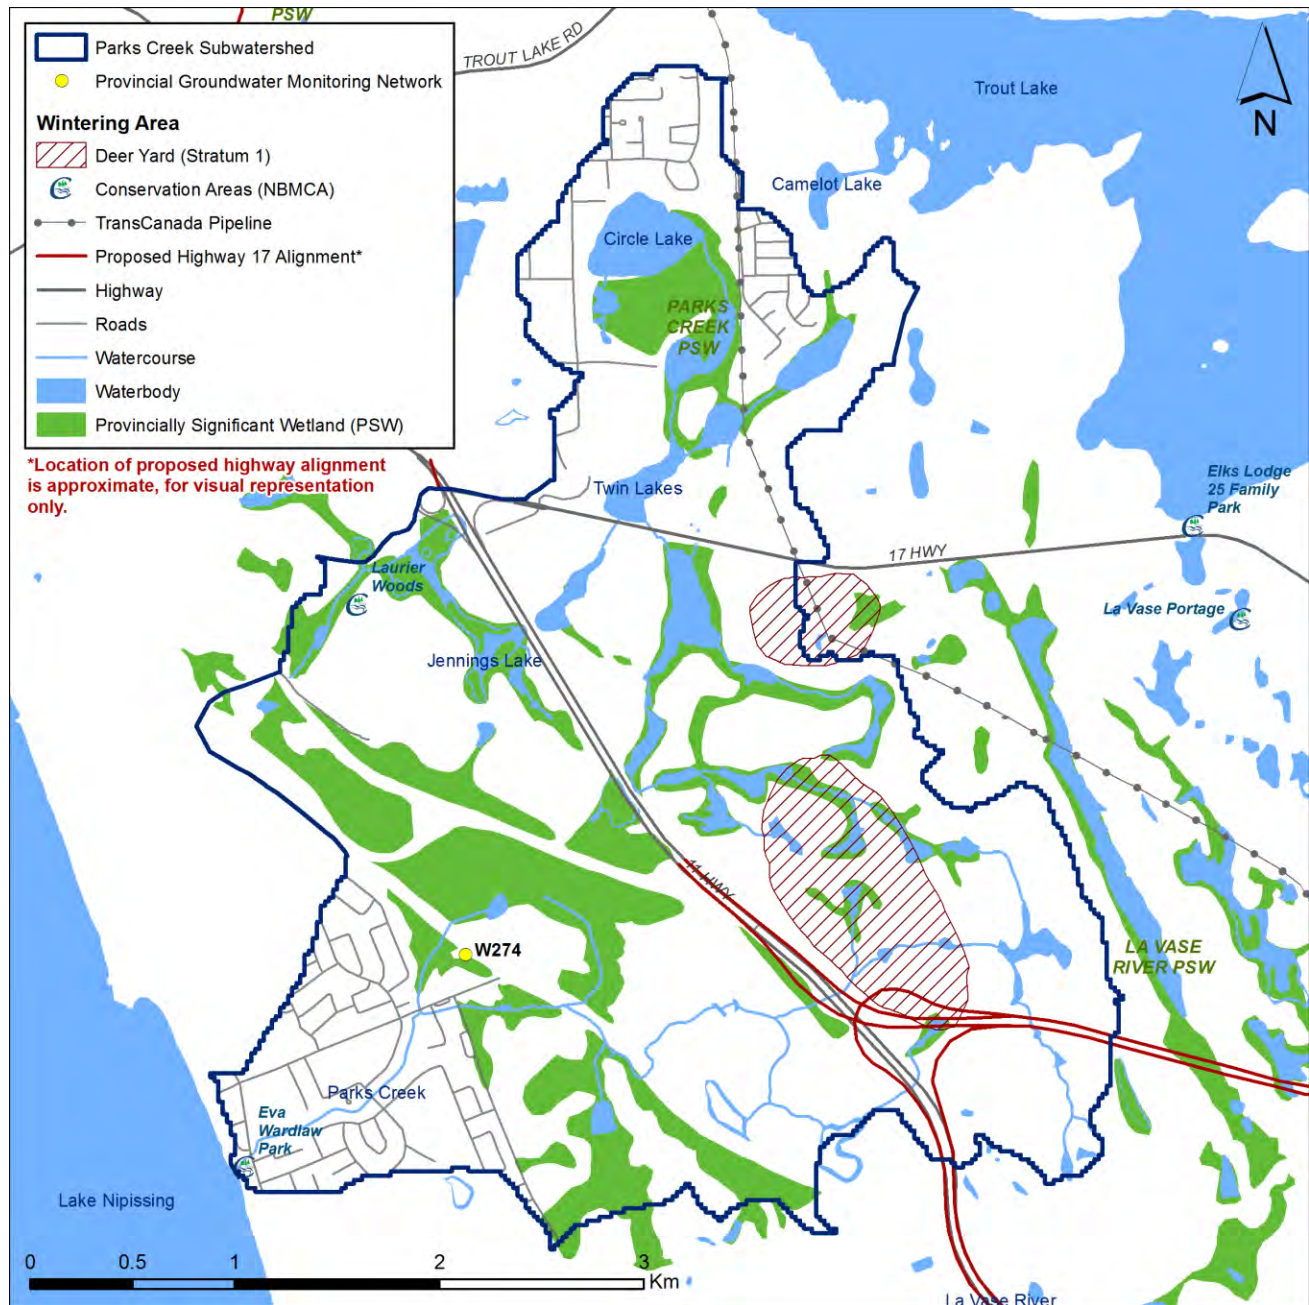 PSW
Parks Creek Subwatershed
Provincial Groundwater Monitoring Network
Wintering Area
Deer Yard (Stratum 1)
Conservation Areas (NBMCA)
TransCanada Pipeline
Proposed Highway 17 Alignment*
Highway
Roads
Watercourse
Waterbody
Provincially Significant Wetland (PSW)
*Location of proposed highway alignment
is approximate, for visual representation
only.
TROUT LAKE RD
Trout Lake
N
Camelot Lake
Circle Lake
PARKS
CREEK
PSW
Twin Lakes
Elks Lodge
25 Family
Park
17 HWY
Laurier
Woods
La Vase Portage
Jennings Lake
11 HWY
W274
LA VASE
RIVER PSW
Parks Creek
Eva
Wardlaw
Park
Lake Nipissing
0 0.5 1 2 3
Km
La Vase River